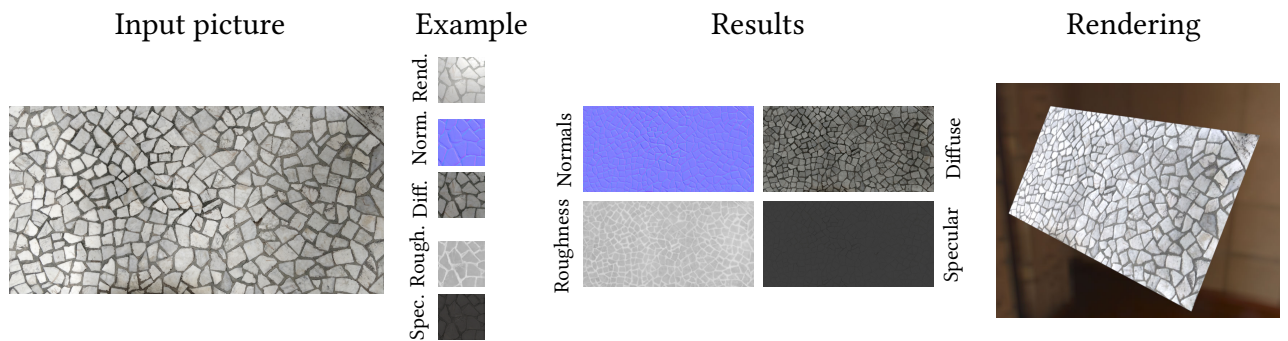 Input picture
Example
Results
Rendering
Rend.
Norm.
Diff.
Rough.
Spec.
Normals
Diffuse
Roughness
Specular